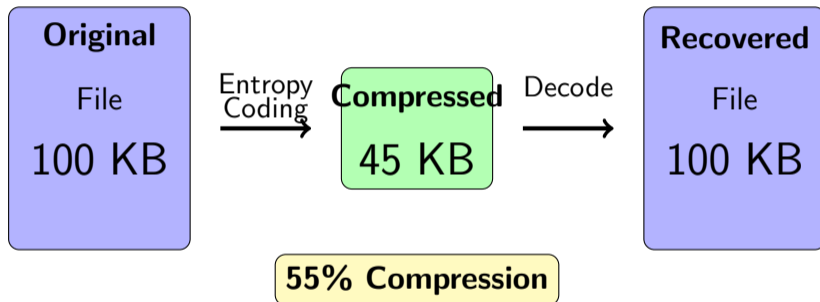 Original
File
100 KB
Entropy
Coding
Compressed
45 KB
Decode
Recovered
File
100 KB
55% Compression